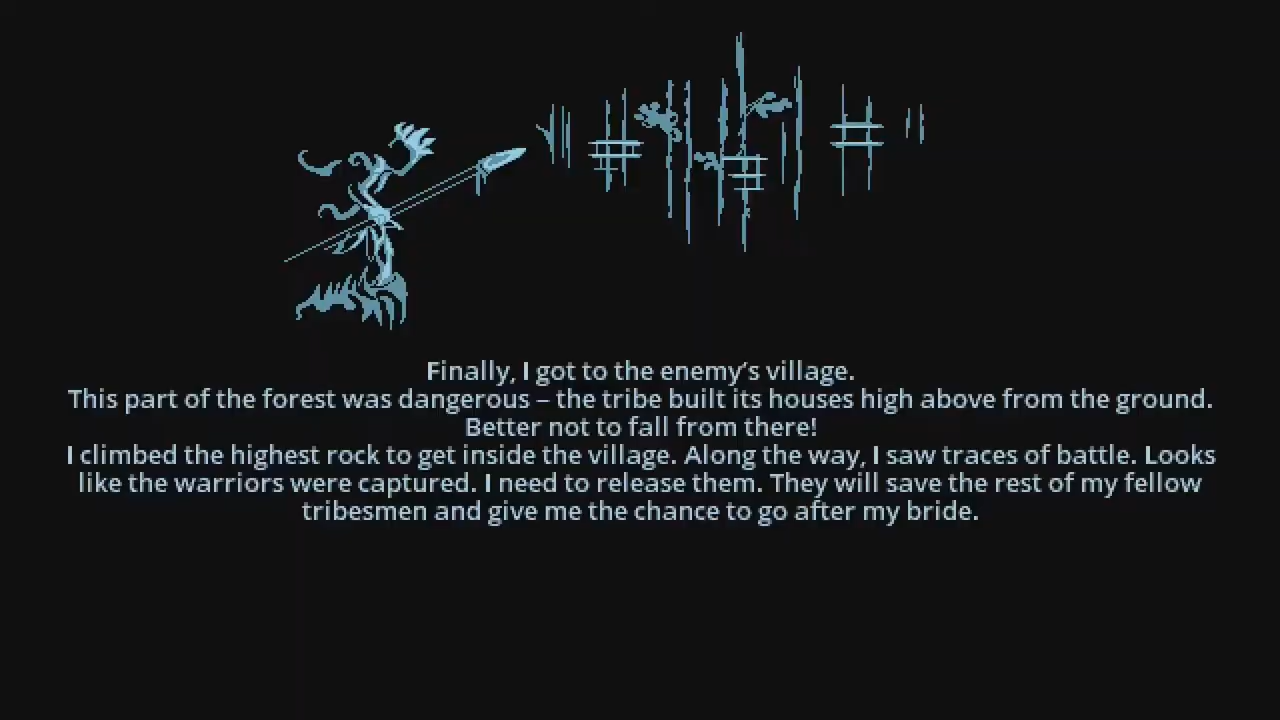 Finally, I got to the enemy’s village.
This part of the forest was dangerous – the tribe built its houses high above from the ground.
Better not to fall from there!
I climbed the highest rock to get inside the village. Along the way, I saw traces of battle. Looks
like the warriors were captured. I need to release them. They will save the rest of my fellow
tribesmen and give me the chance to go after my bride.